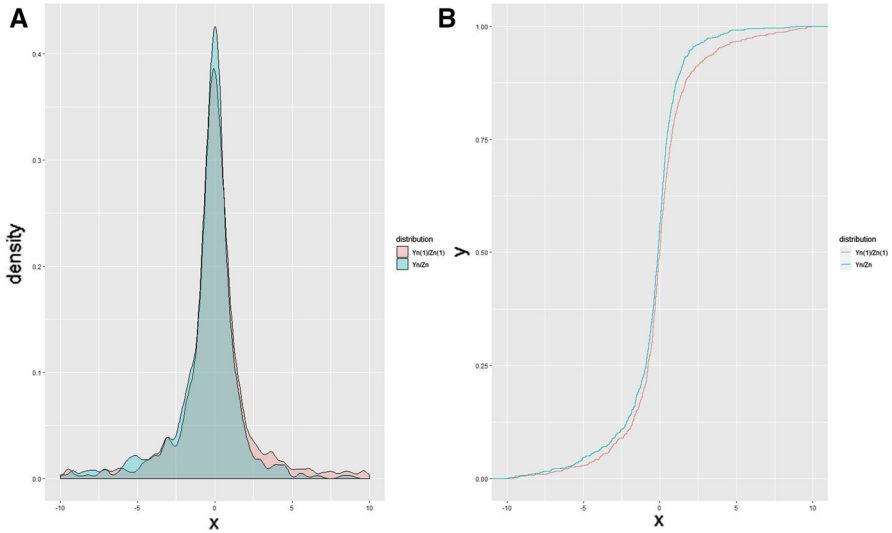 A
density
0.4
0.3
0.2
0.1
0.0
-10
-5
0
5
10
X
distribution
Yn(1)/Zn(1)
Yn/Zn
B
y
1.00
0.75
0.50
0.25
0.00
-10
-5
0
5
10
X
distribution
Yn(1)/Zn(1)
Yn/Zn